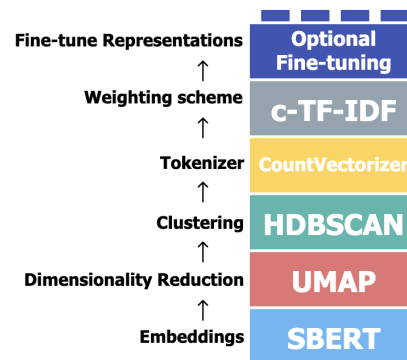 Fine-tune Representations
Optional
Fine-tuning
Weighting scheme
c-TF-IDF
Tokenizer
CountVectorizer
Clustering
HDBSCAN
Dimensionality Reduction
UMAP
Embeddings
SBERT